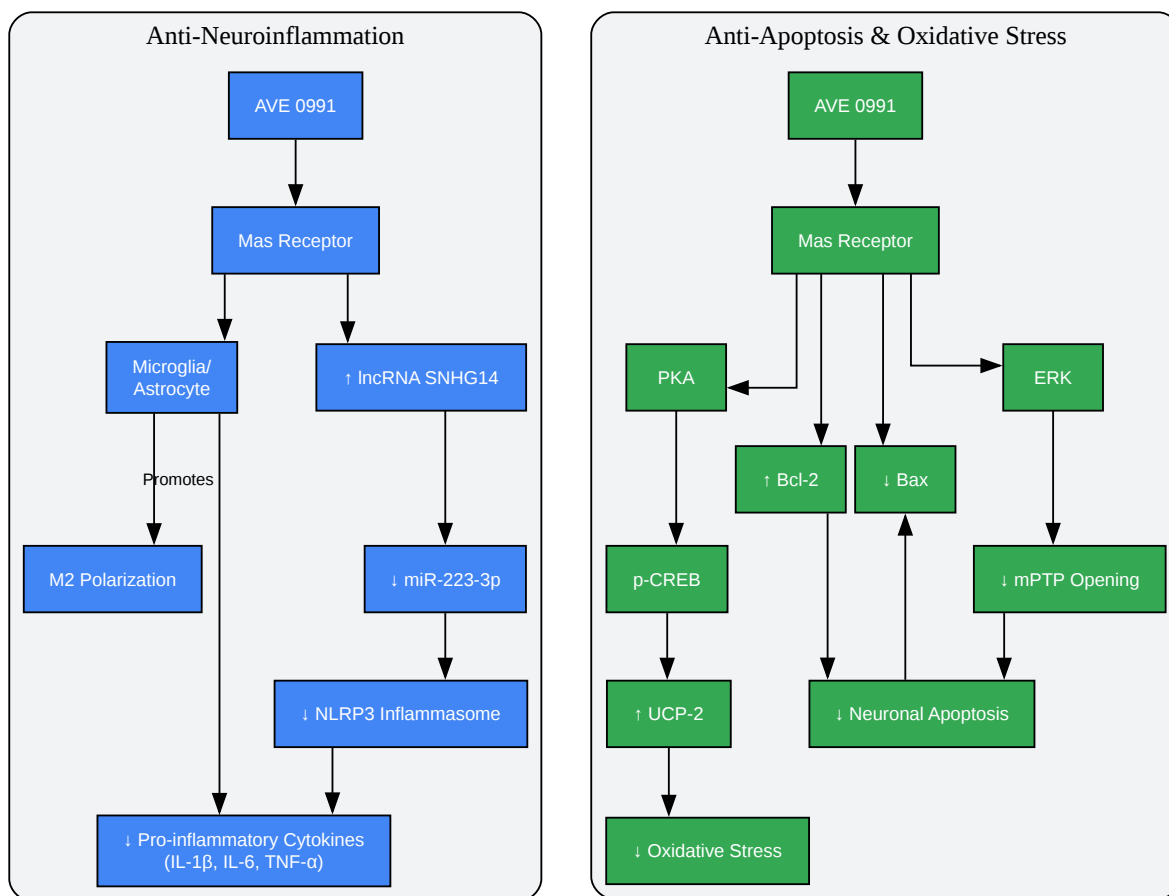 Anti-Neuroinflammation
AVE 0991
Mas Receptor
Microglia/
Astrocyte
↑ lncRNA SNHG14
Promotes
M2 Polarization
↓ miR-223-3p
↓ NLRP3 Inflammasome
↓ Pro-inflammatory Cytokines
(IL-1β, IL-6, TNF-α)
Anti-Apoptosis & Oxidative Stress
AVE 0991
Mas Receptor
PKA
ERK
↑ Bcl-2
↓ Bax
p-CREB
↓ mPTP Opening
↑ UCP-2
↓ Neuronal Apoptosis
↓ Oxidative Stress